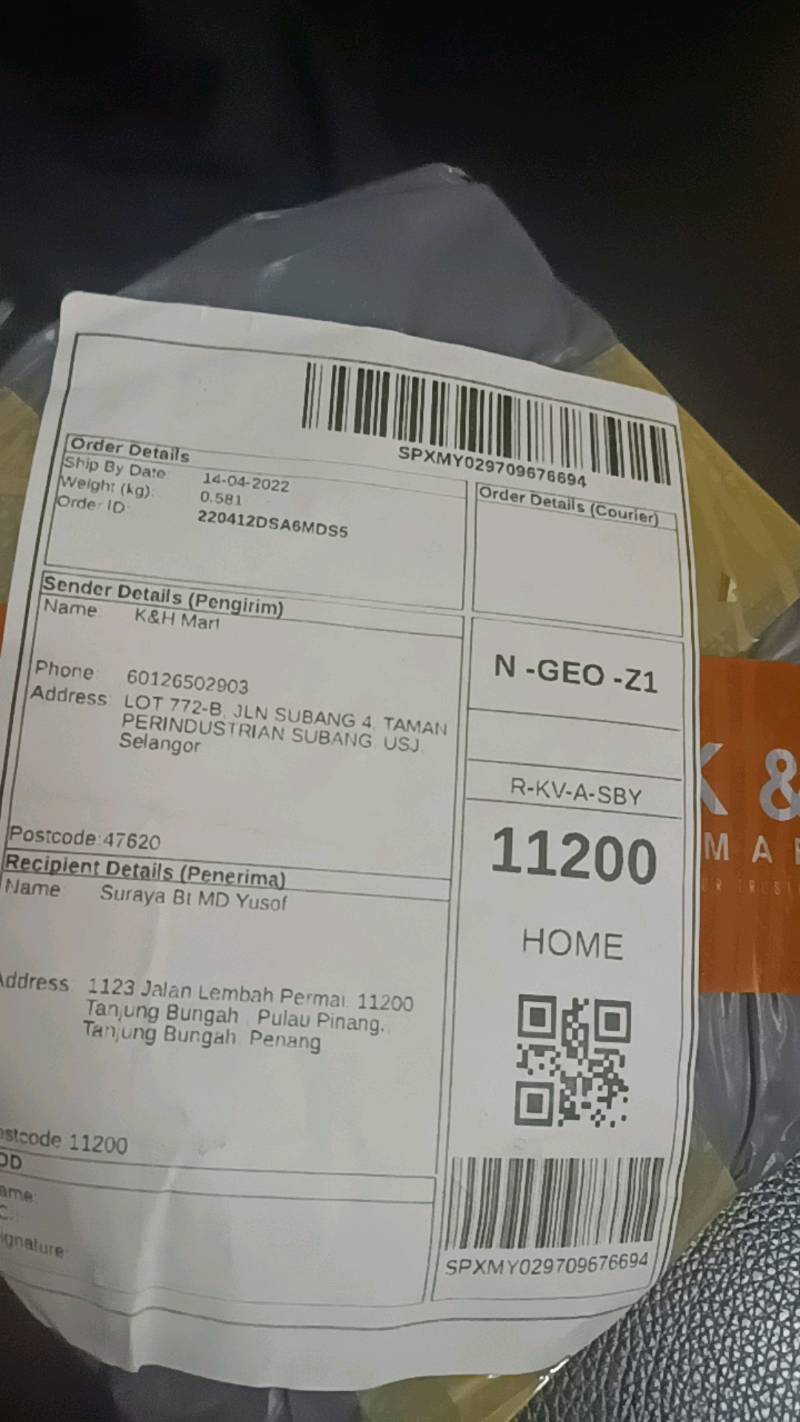 SPXMY029709676694
Order Details
Ship By Date 14-04-2022
Weight (kg): 0.581
Order ID: 220412DSA6MDS5
Order Details (Courier)
Sender Details (Pengirim)
Name K&H Mart
Phone 60126502903
Address: LOT 772-B, JLN SUBANG 4, TAMAN
PERINDUSTRIAN SUBANG, USJ,
Selangor
Postcode:47620
N -GEO -Z1
R-KV-A-SBY
11200
HOME
Recipient Details (Penerima)
Name Suraya Bt MD Yusof
Address: 1123 Jalan Lembah Permai, 11200
Tanjung Bungah, Pulau Pinang,,
Tanjung Bungah, Penang
ostcode:11200
OD
ame:
C.:
ignature:
SPXMY029709676694
K &
M A